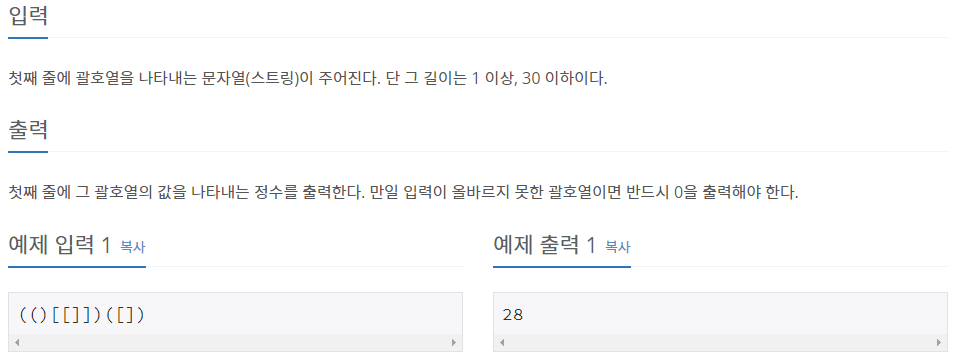 입력
첫째 줄에 괄호열을 나타내는 문자열(스트링)이 주어진다. 단 그 길이는 1 이상, 30 이하이다.
출력
첫째 줄에 그 괄호열의 값을 나타내는 정수를 출력한다. 만일 입력이 올바르지 못한 괄호열이면 반드시 0을 출력해야 한다.
예제 입력 1 복사
(()[[]])([])
예제 출력 1 복사
28